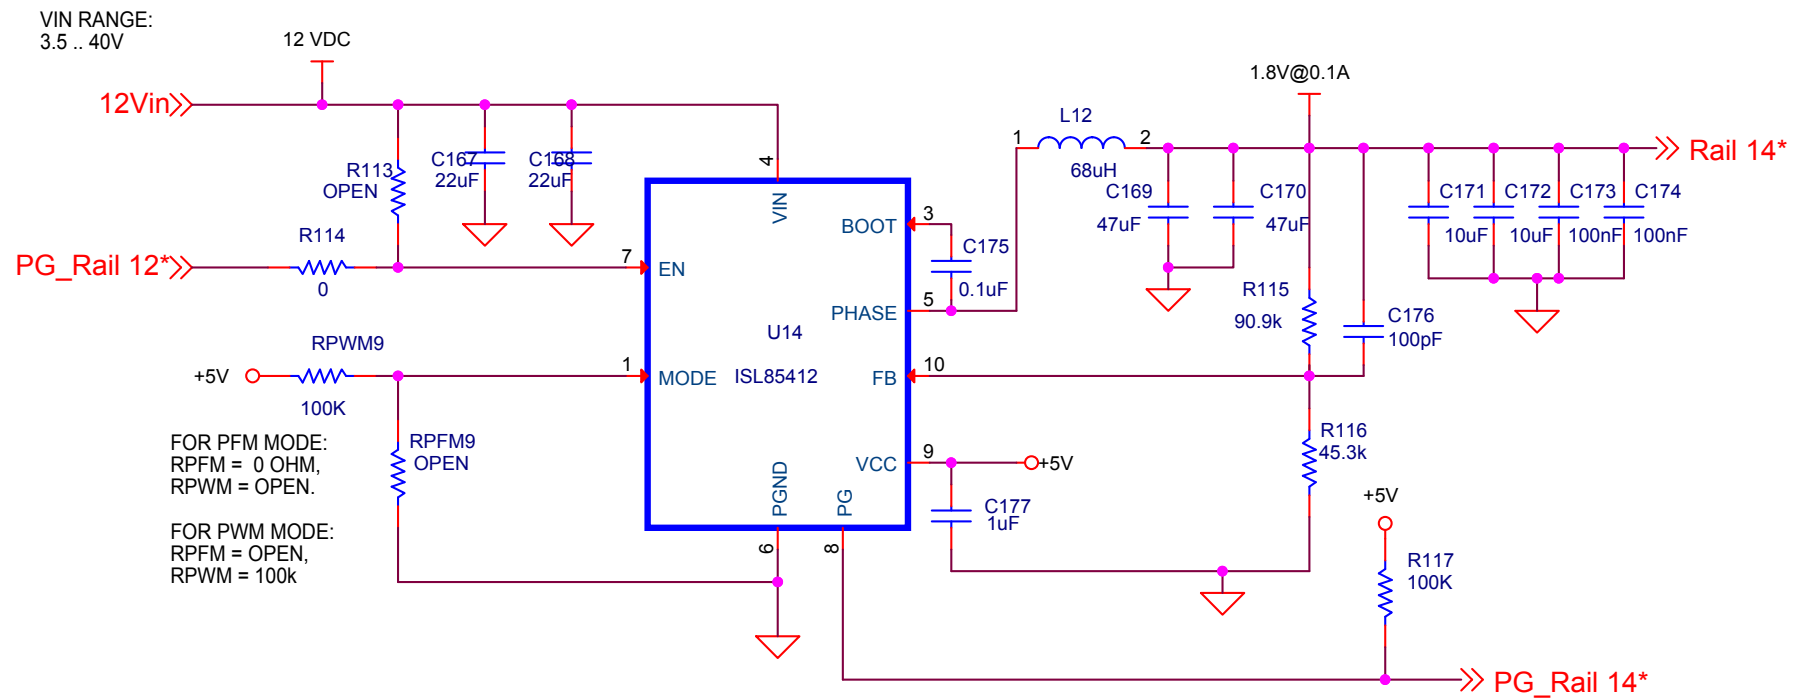 VIN RANGE:
3.5 .. 40V
12 VDC
12Vin
R113
OPEN
C167
22uF
C168
22uF
R114
0
PG_Rail 12*
RPWM9
+5V
100K
FOR PFM MODE:
RPFM = 0 OHM,
RPWM = OPEN.
FOR PWM MODE:
RPFM = OPEN,
RPWM = 100k
RPFM9
OPEN
4
VIN
7
EN
1
MODE
U14
ISL85412
BOOT
3
PHASE
5
FB
10
VCC
9
PGND
6
PG
8
C175
0.1uF
1
L12
2
68uH
1.8V@0.1A
Rail 14*
C169
47uF
C170
47uF
C171
10uF
C172
10uF
C173
100nF
C174
100nF
R115
90.9k
C176
100pF
R116
45.3k
+5V
C177
1uF
+5V
R117
100K
PG_Rail 14*